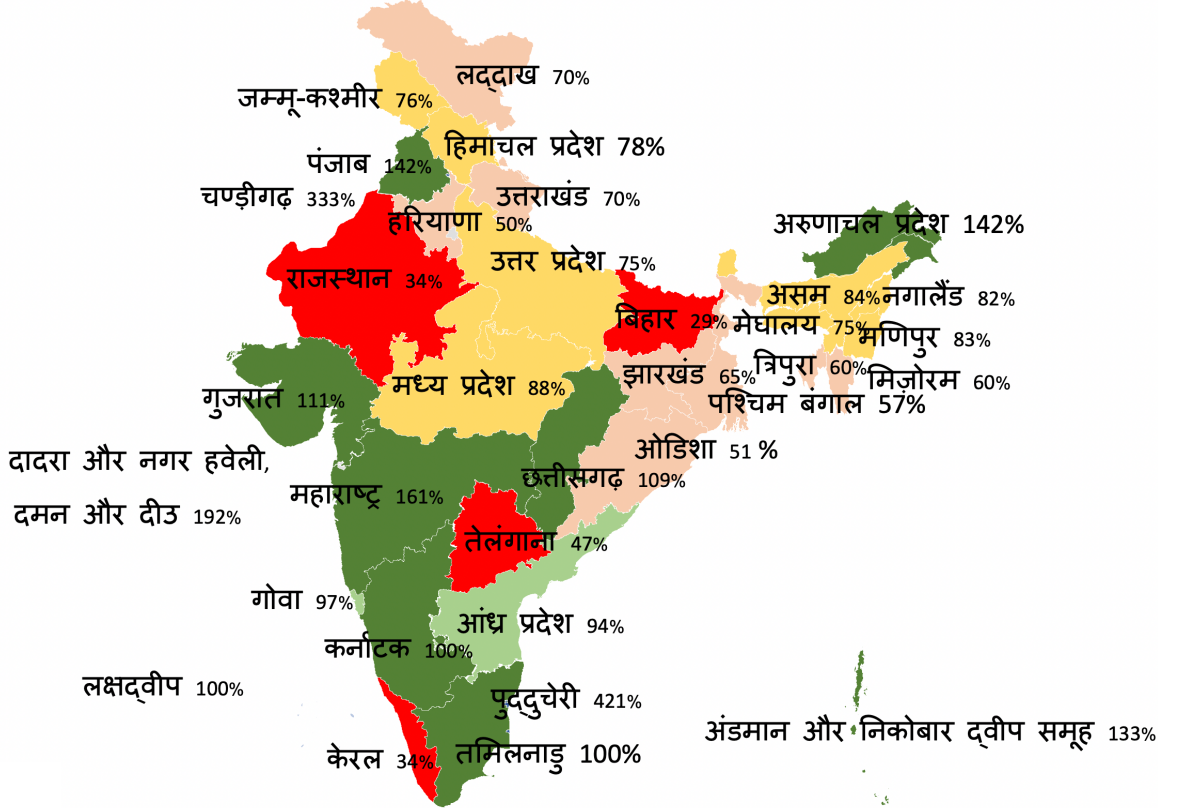 लद्दाख 70%
जम्मू-कश्मीर 76%
हिमाचल प्रदेश 78%
पंजाब 142%
चण्ड़ीगढ़ 333%
उत्तराखंड 70%
हरियाणा 50%
अरुणाचल प्रदेश 142%
उत्तर प्रदेश 75%
राजस्थान 34%
असम 84%
नगालैंड 82%
बिहार 29%
मेघालय 75%
मणिपुर 83%
झारखंड 65%
त्रिपुरा 60%
मिज़ोरम 60%
मध्य प्रदेश 88%
गुजरात 111%
पश्चिम बंगाल 57%
ओडिशा 51 %
दादरा और नगर हवेली,
दमन और दीउ 192%
छत्तीसगढ़ 109%
महाराष्ट्र 161%
तेलंगाना 47%
गोवा 97%
आंध्र प्रदेश 94%
कर्नाटक 100%
लक्षद्वीप 100%
पुद्दुचेरी 421%
अंडमान और निकोबार द्वीप समूह 133%
केरल 34%
तमिलनाडु 100%